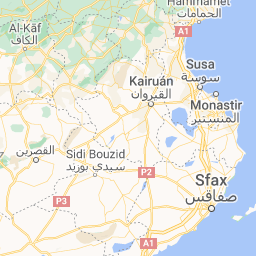 Hammamet
الحمامات
Al-Kāf
الكاف
A1
Kairuán
القيروان
Susa
سوسة
Monastir
المنستير
القصرين
Sidi Bouzid
سيدي بوزيد
P2
Sfax
صفاقس
P3
A1